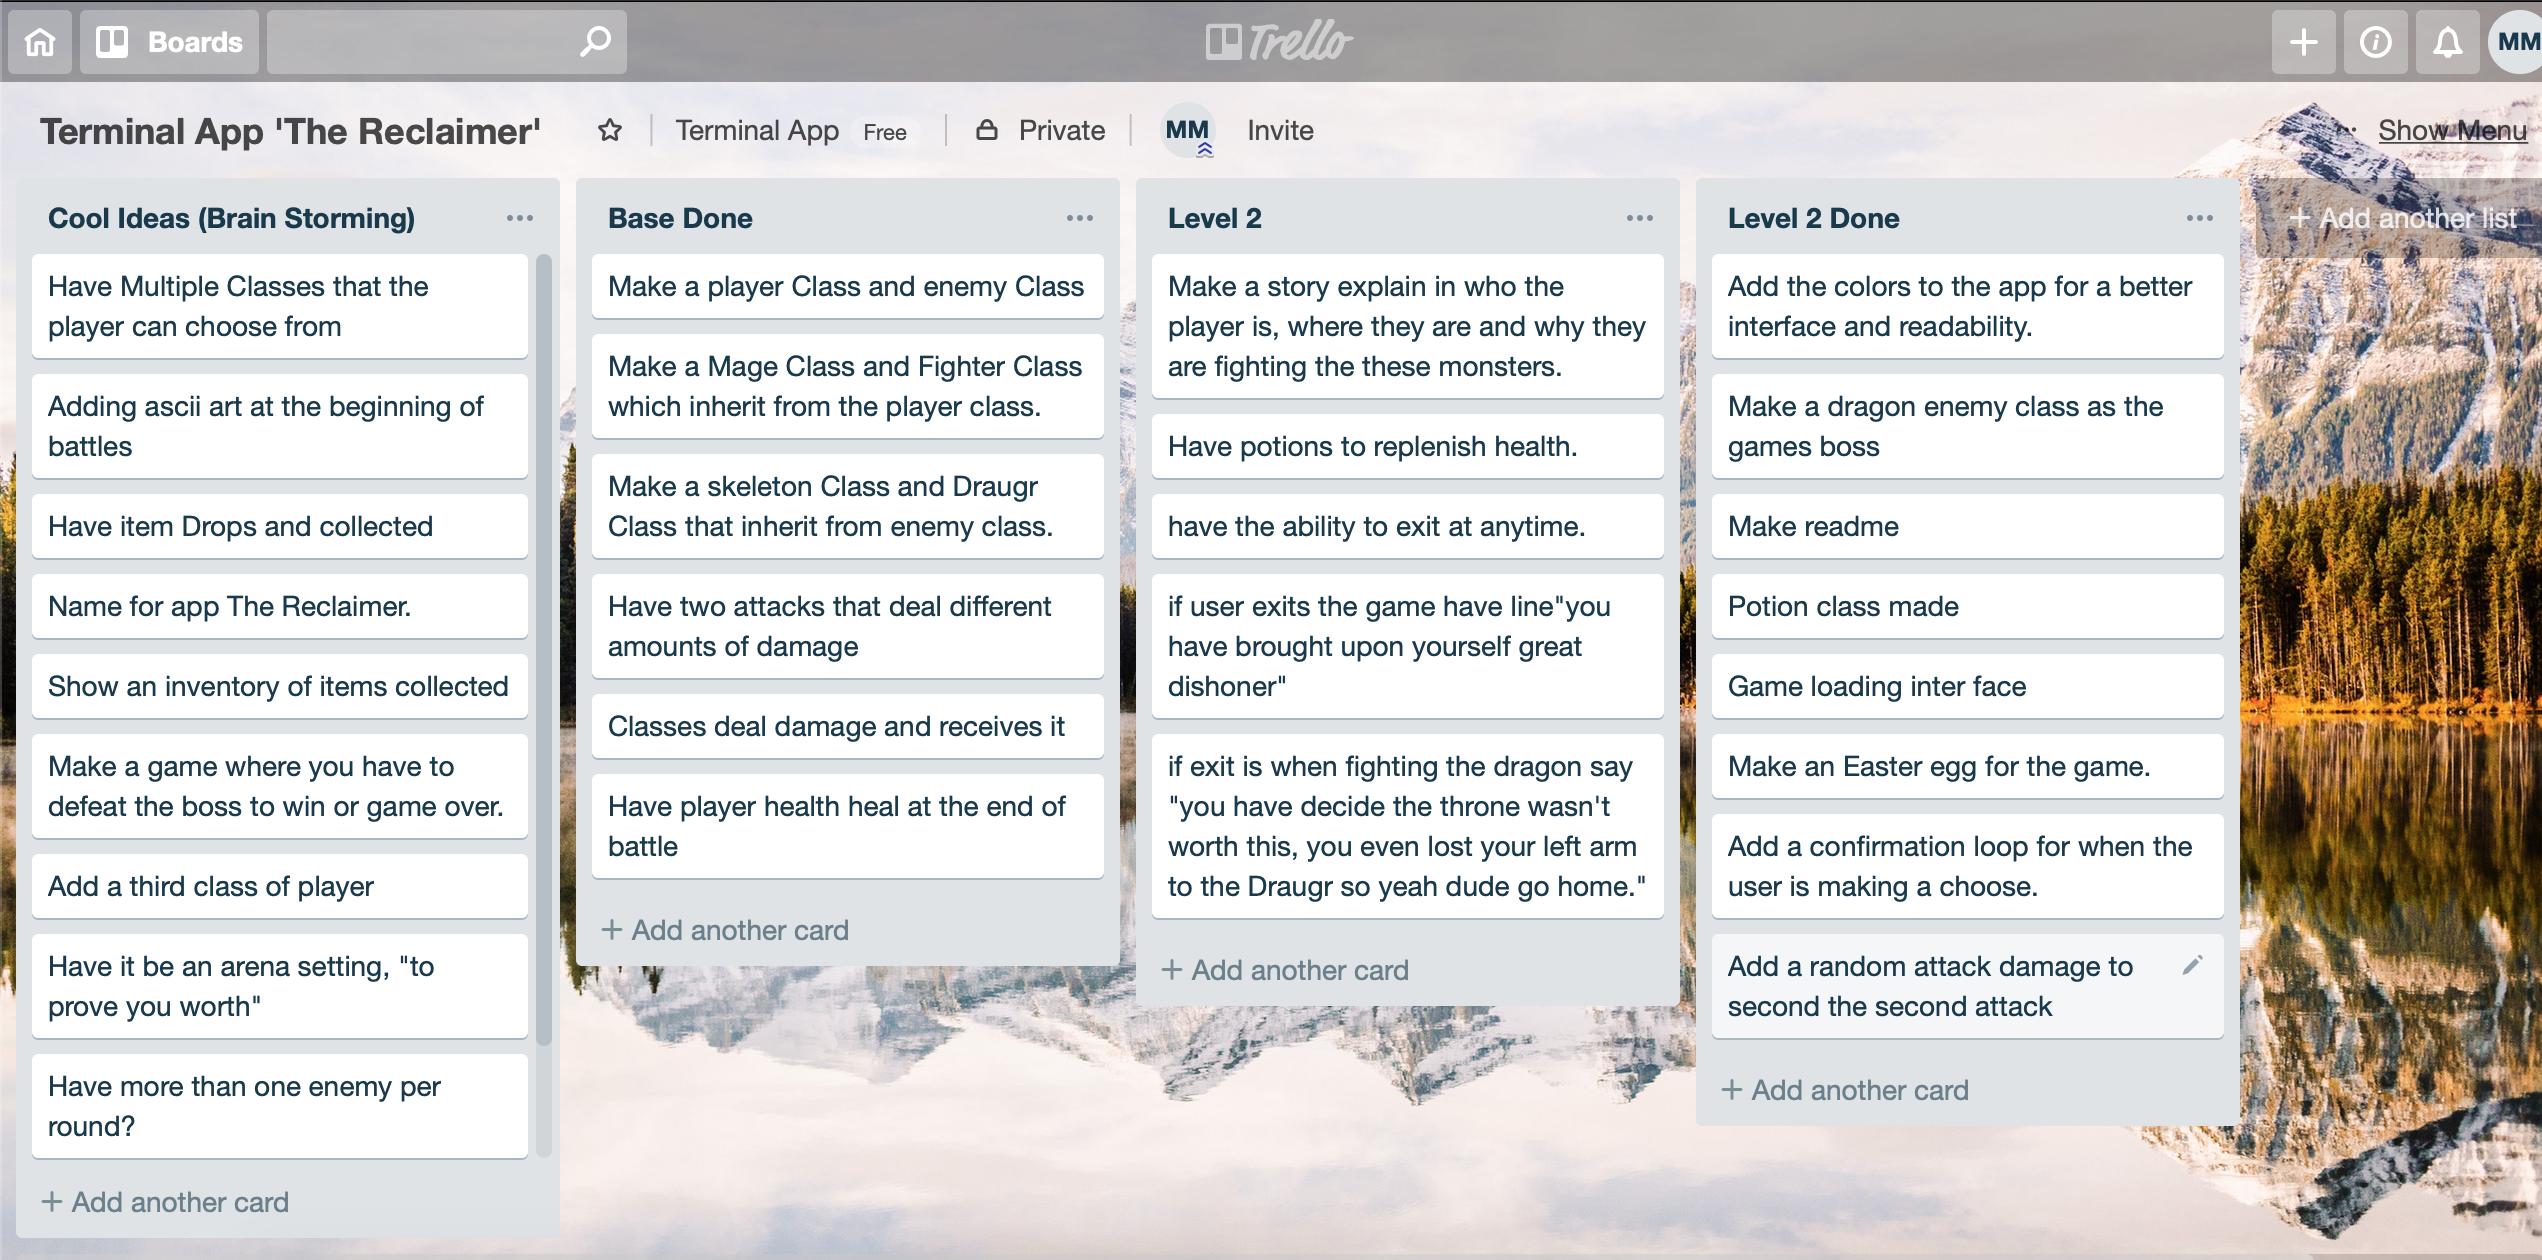 Boards
Trello
MM
Terminal App 'The Reclaimer'
Terminal App Free
Private
MM
Invite
Show Menu
Cool Ideas (Brain Storming)
Have Multiple Classes that the
player can choose from
Adding ascii art at the beginning of
battles
Have item Drops and collected
Name for app The Reclaimer.
Show an inventory of items collected
Make a game where you have to
defeat the boss to win or game over.
Add a third class of player
Have it be an arena setting, "to
prove you worth"
Have more than one enemy per
round?
+ Add another card
Base Done
Make a player Class and enemy Class
Make a Mage Class and Fighter Class
which inherit from the player class.
Make a skeleton Class and Draugr
Class that inherit from enemy class.
Have two attacks that deal different
amounts of damage
Classes deal damage and receives it
Have player health heal at the end of
battle
+ Add another card
Level 2
Make a story explain in who the
player is, where they are and why they
are fighting the these monsters.
Have potions to replenish health.
have the ability to exit at anytime.
if user exits the game have line"you
have brought upon yourself great
dishoner"
if exit is when fighting the dragon say
"you have decide the throne wasn't
worth this, you even lost your left arm
to the Draugr so yeah dude go home."
+ Add another card
Level 2 Done
Add the colors to the app for a better
interface and readability.
Make a dragon enemy class as the
games boss
Make readme
Potion class made
Game loading inter face
Make an Easter egg for the game.
Add a confirmation loop for when the
user is making a choose.
Add a random attack damage to
second the second attack
+ Add another card
+ Add another list